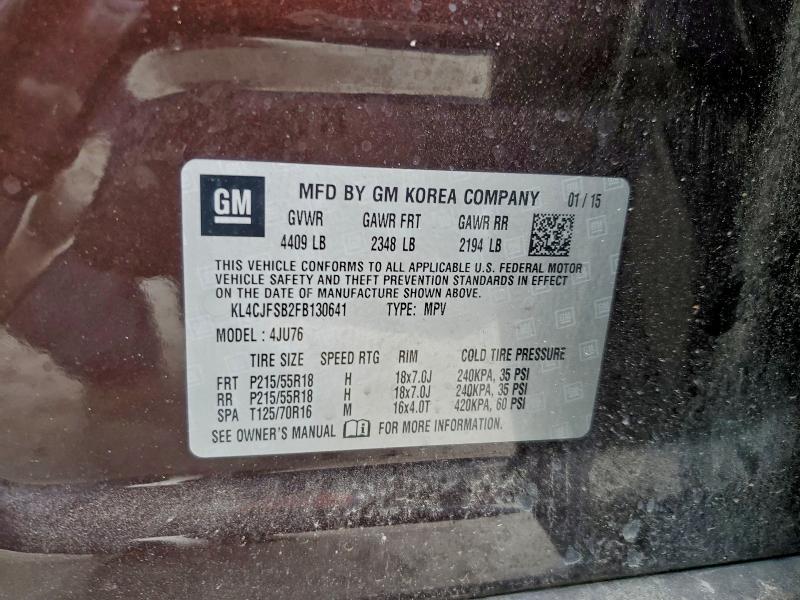 GM MFD BY GM KOREA COMPANY 01 / 15
GVWR GAWR FRT GAWR RR
4409 LB 2348 LB 2194 LB
THIS VEHICLE CONFORMS TO ALL APPLICABLE U.S. FEDERAL MOTOR
VEHICLE SAFETY AND THEFT PREVENTION STANDARDS IN EFFECT
ON THE DATE OF MANUFACTURE SHOWN ABOVE.
KL4CJFSB2FB130641 TYPE: MPV
MODEL : 4JU76
TIRE SIZE SPEED RTG RIM COLD TIRE PRESSURE
FRT P215/55R18 H 18x7.0J 240KPA, 35 PSI
RR P215/55R18 H 18x7.0J 240KPA, 35 PSI
SPA T125/70R16 M 16x4.0T 420KPA, 60 PSI
SEE OWNER'S MANUAL FOR MORE INFORMATION.